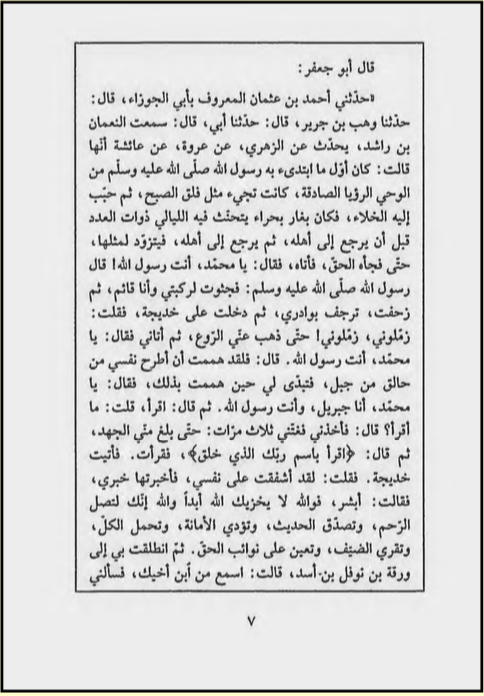 قال أبو جعفر:
«حدّثني أحمد بن عثمان المعروف بأبي الجوزاء، قال:
حدّثنا وهب بن جرير، قال: حدّثنا أبي، قال: سمعت النعمان
بن راشد، يحدّث عن الزهري، عن عروة، عن عائشة أنّها
قالت: كان أوّل ما ابتدىء به رسول الله صلّى الله عليه وسلّم من
الوحي الرؤيا الصادقة، كانت تجيء مثل فلق الصبح، ثم حبّب
إليه الخلاء، فكان بغار بحراء يتحنّث فيه الليالي ذوات العدد
قبل أن يرجع إلى أهله، ثم يرجع إلى أهله، فيتزوّد لمثلها،
حتّى فجأه الحقّ، فأتاه، فقال: يا محمّد، أنت رسول الله! قال
رسول الله صلّى الله عليه وسلم: فجثوت لركبتي وأنا قائم، ثم
زحفت، ترجف بوادري، ثم دخلت على خديجة، فقلت:
زمّلوني، زمّلوني! حتّى ذهب عنّي الرّوع، ثم أتاني فقال: يا
محمّد، أنت رسول الله. قال: فلقد هممت أن أطرح نفسي من
حالق من جبل، فتبدّى لي حين هممت بذلك، فقال: يا
محمّد، أنا جبريل، وأنت رسول الله. ثم قال: اقرأ، قلت: ما
أقرأ؟ قال: فأخذني فغتّني ثلاث مرّات: حتّى بلغ منّي الجهد،
ثم قال: ﴿اقرأ باسم ربّك الذي خلق﴾، فقرأت. فأتيت
خديجة. فقلت: لقد أشفقت على نفسي، فأخبرتها خبري،
فقالت: أبشر، فوالله لا يخزيك الله أبداً والله إنّك لتصل
الرّحم، وتصدّق الحديث، وتؤدي الأمانة، وتحمل الكلّ،
وتقري الضيّف، وتعين على نوائب الحقّ. ثمّ انطلقت بي إلى
ورقة بن نوفل بن أسد، قالت: اسمع من ٱبن أخيك، فسألني
٧